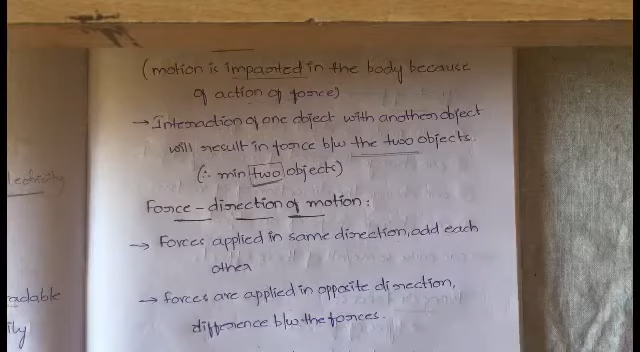 (motion is imparted in the body because
of action of force)
→ Interaction of one object with another object
will result in force b/w the two objects.
(∴ min two objects)
Force - direction of motion:
→ Forces applied in same direction, add each
other
→ forces are applied in opposite direction,
difference b/w the forces.
adable
ily